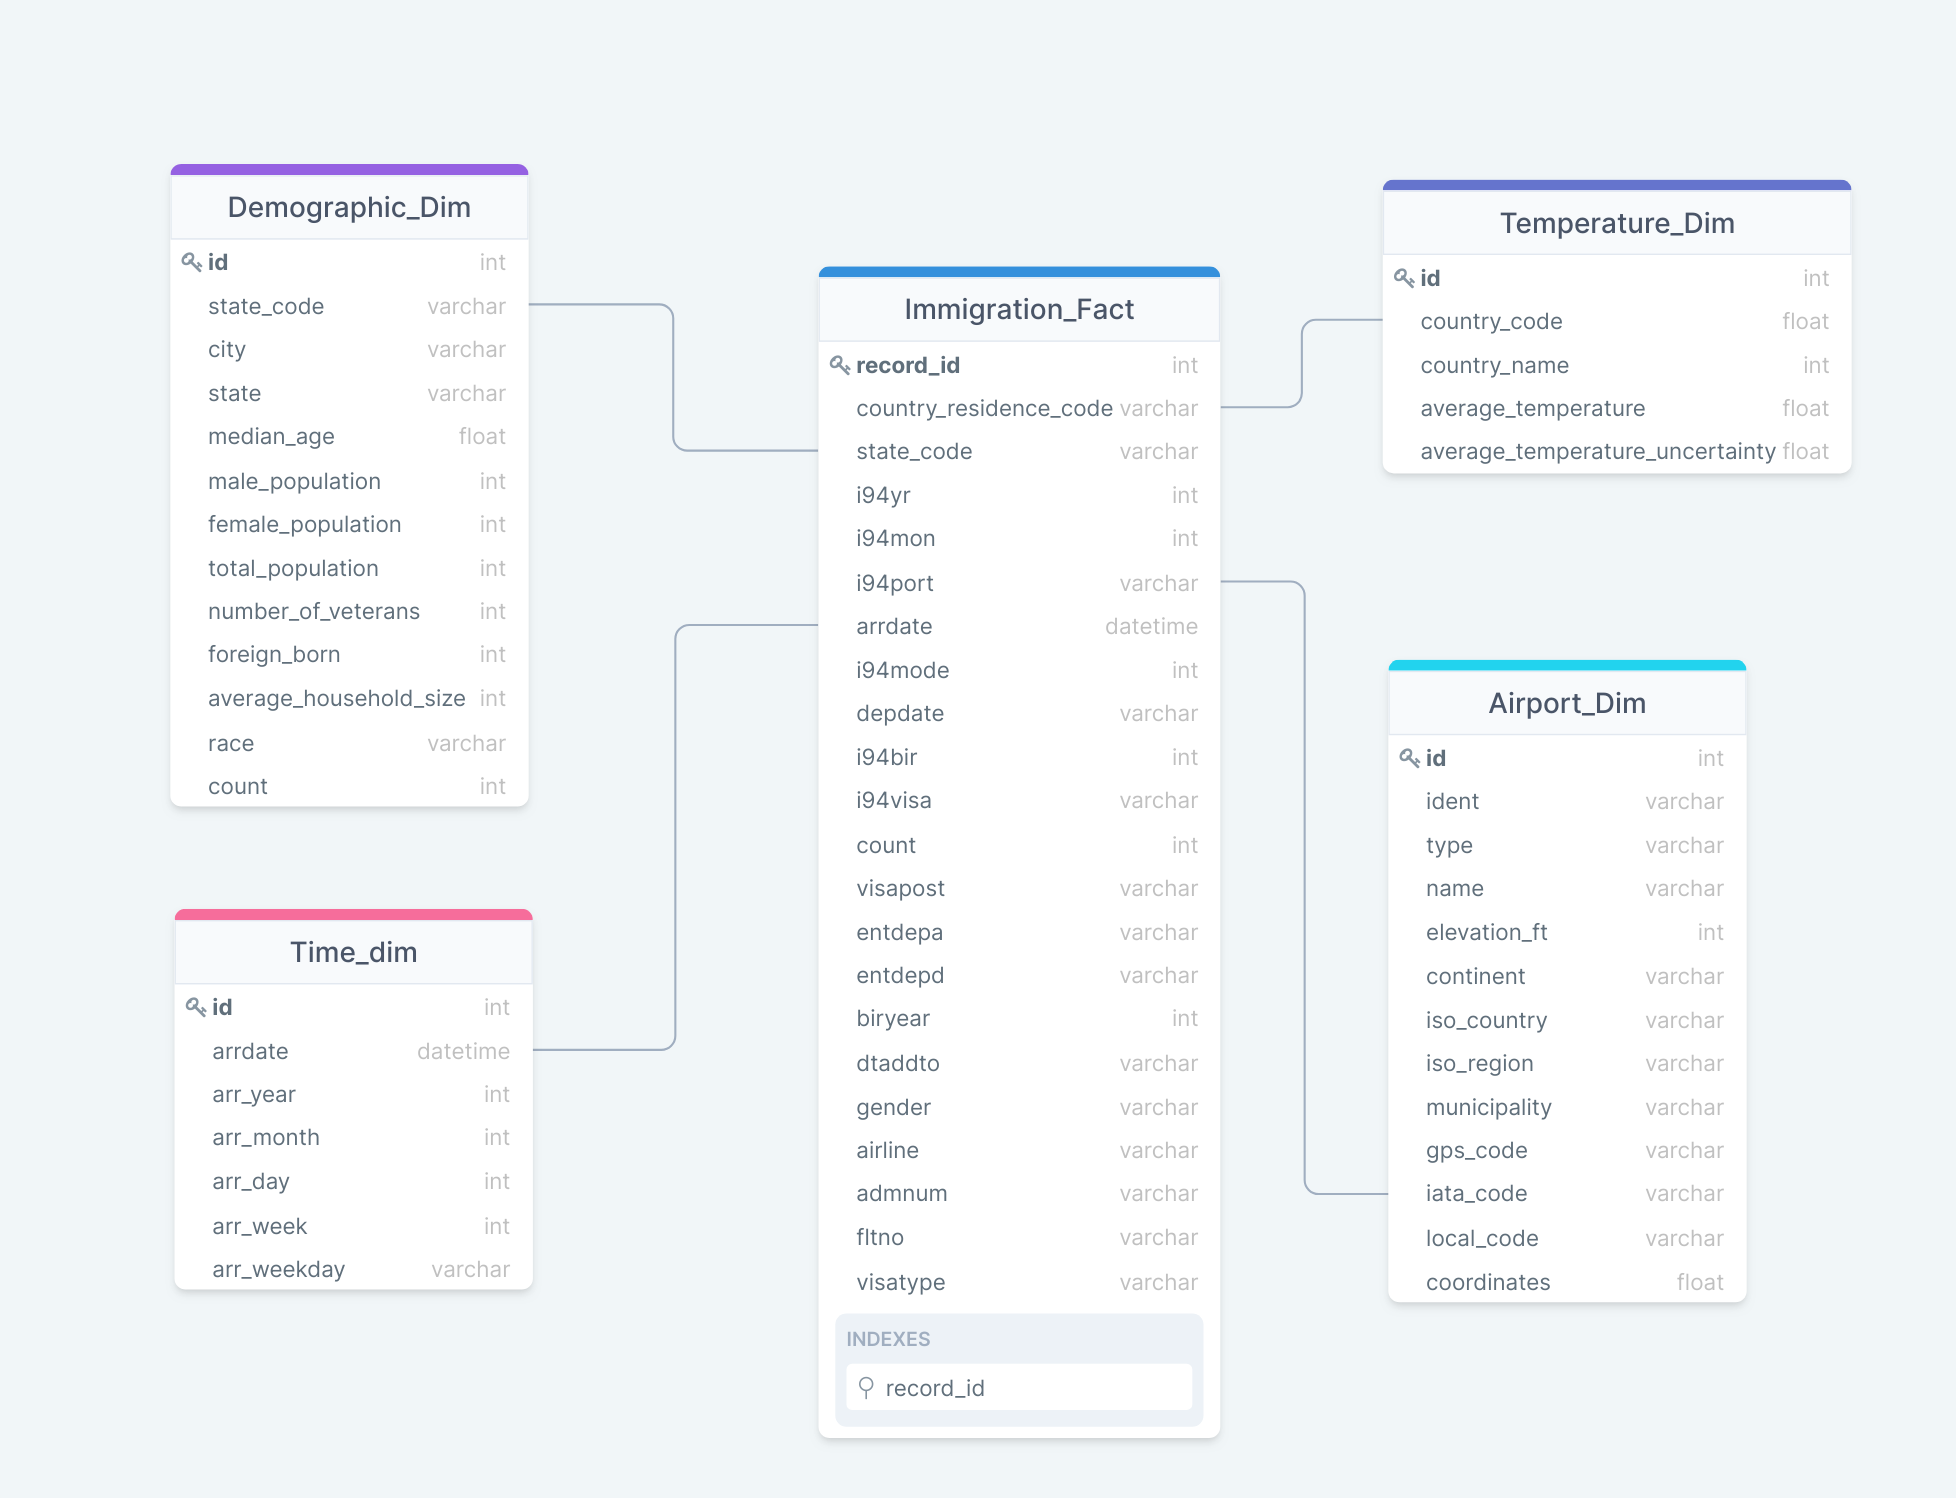 Demographic_Dim
id int
state_code varchar
city varchar
state varchar
median_age float
male_population int
female_population int
total_population int
number_of_veterans int
foreign_born int
average_household_size int
race varchar
count int
Time_dim
id int
arrdate datetime
arr_year int
arr_month int
arr_day int
arr_week int
arr_weekday varchar
Immigration_Fact
record_id int
country_residence_code varchar
state_code varchar
i94yr int
i94mon int
i94port varchar
arrdate datetime
i94mode int
depdate varchar
i94bir int
i94visa varchar
count int
visapost varchar
entdepa varchar
entdepd varchar
biryear int
dtaddto varchar
gender varchar
airline varchar
admnum varchar
fltno varchar
visatype varchar
INDEXES
record_id
Temperature_Dim
id int
country_code float
country_name int
average_temperature float
average_temperature_uncertainty float
Airport_Dim
id int
ident varchar
type varchar
name varchar
elevation_ft int
continent varchar
iso_country varchar
iso_region varchar
municipality varchar
gps_code varchar
iata_code varchar
local_code varchar
coordinates float